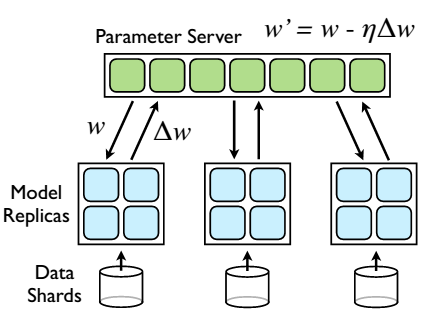 Parameter Server w' = w - ηΔw
w Δw
Model
Replicas
Data
Shards